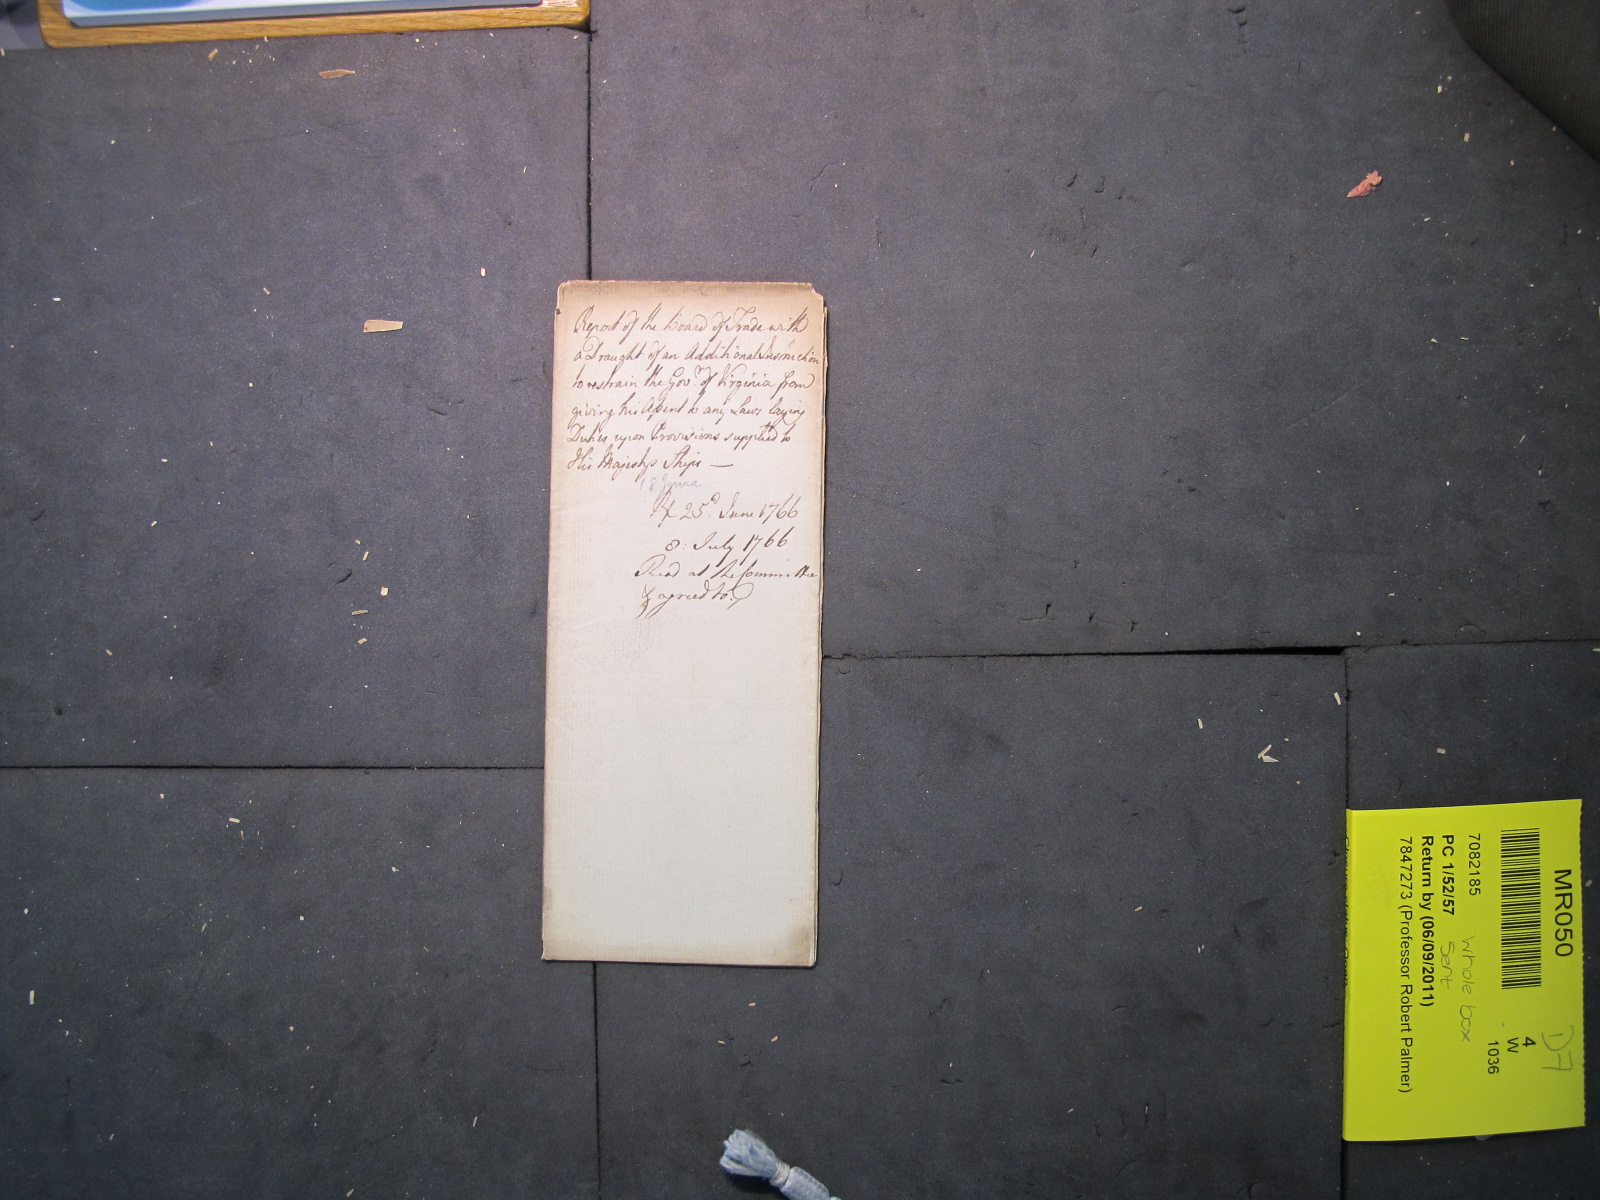 Report of the Board of Trade with
a Draught of an Additional Instruction
to restrain the Govr. of Virginia from
giving his Assent to any Laws laying
Duties upon Provisions supplied to
His Majestys Ships —
25. June 1766
8: July 1766
Read at the Committee
& agreed to.
MR050
7082185
PC 1/52/57
Return by (06/09/2011)
7847273 (Professor Robert Palmer)
whole box
sent
4
W
1036
D7